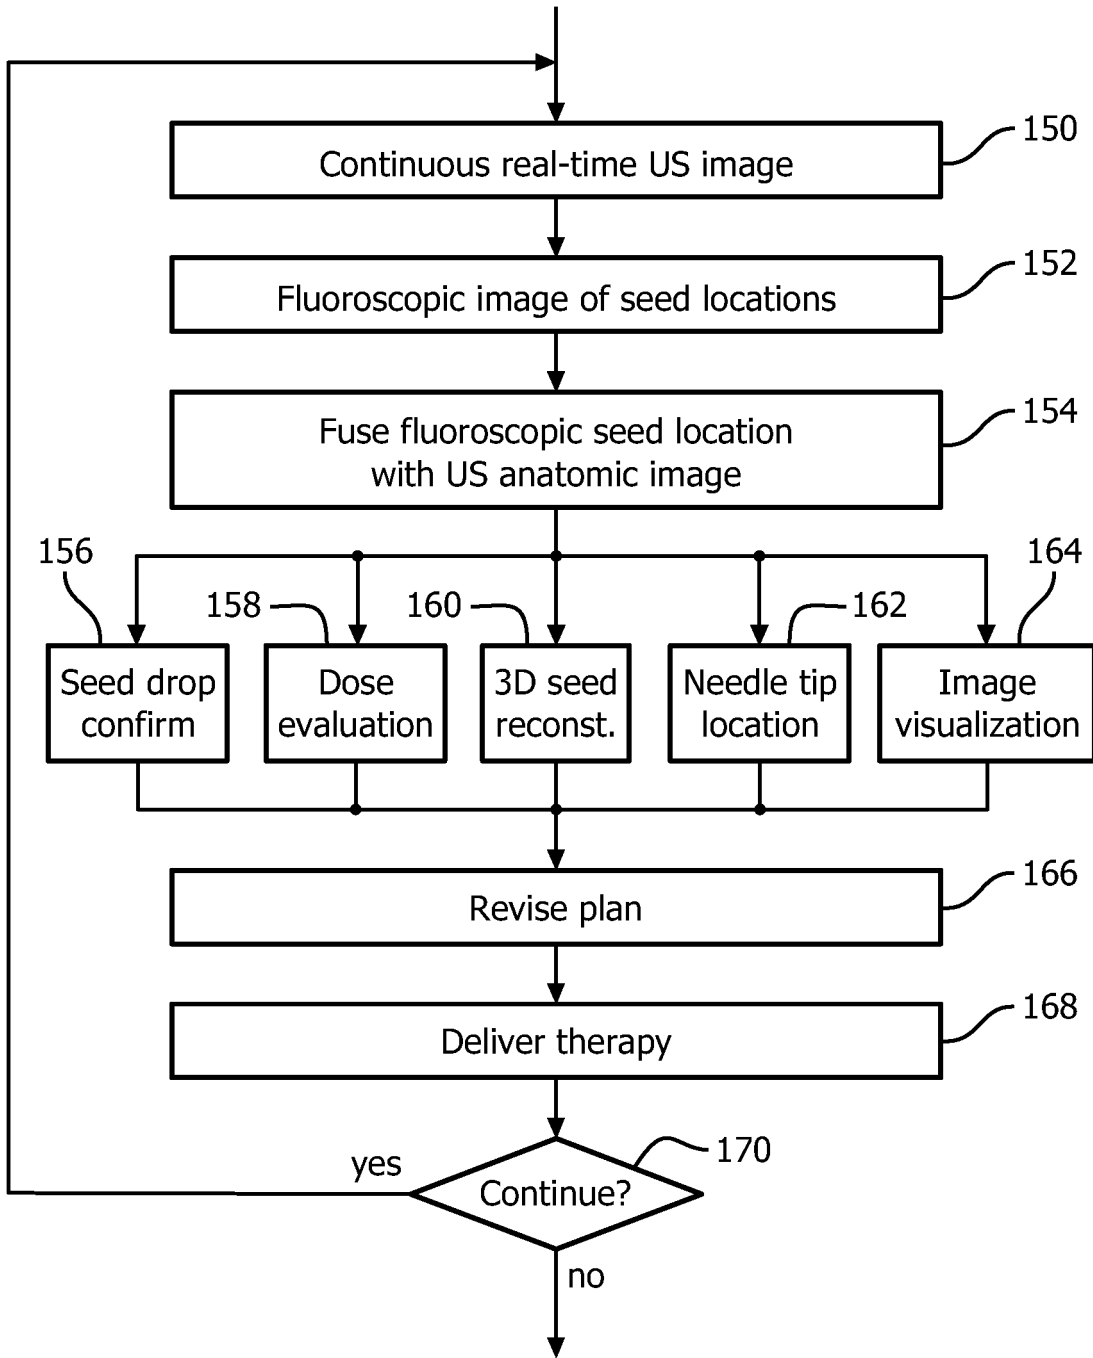 150
Continuous real-time US image
152
Fluoroscopic image of seed locations
154
Fuse fluoroscopic seed location
with US anatomic image
156
158
160
162
164
Seed drop
confirm
Dose
evaluation
3D seed
reconst.
Needle tip
location
Image
visualization
166
Revise plan
168
Deliver therapy
170
yes
Continue?
no